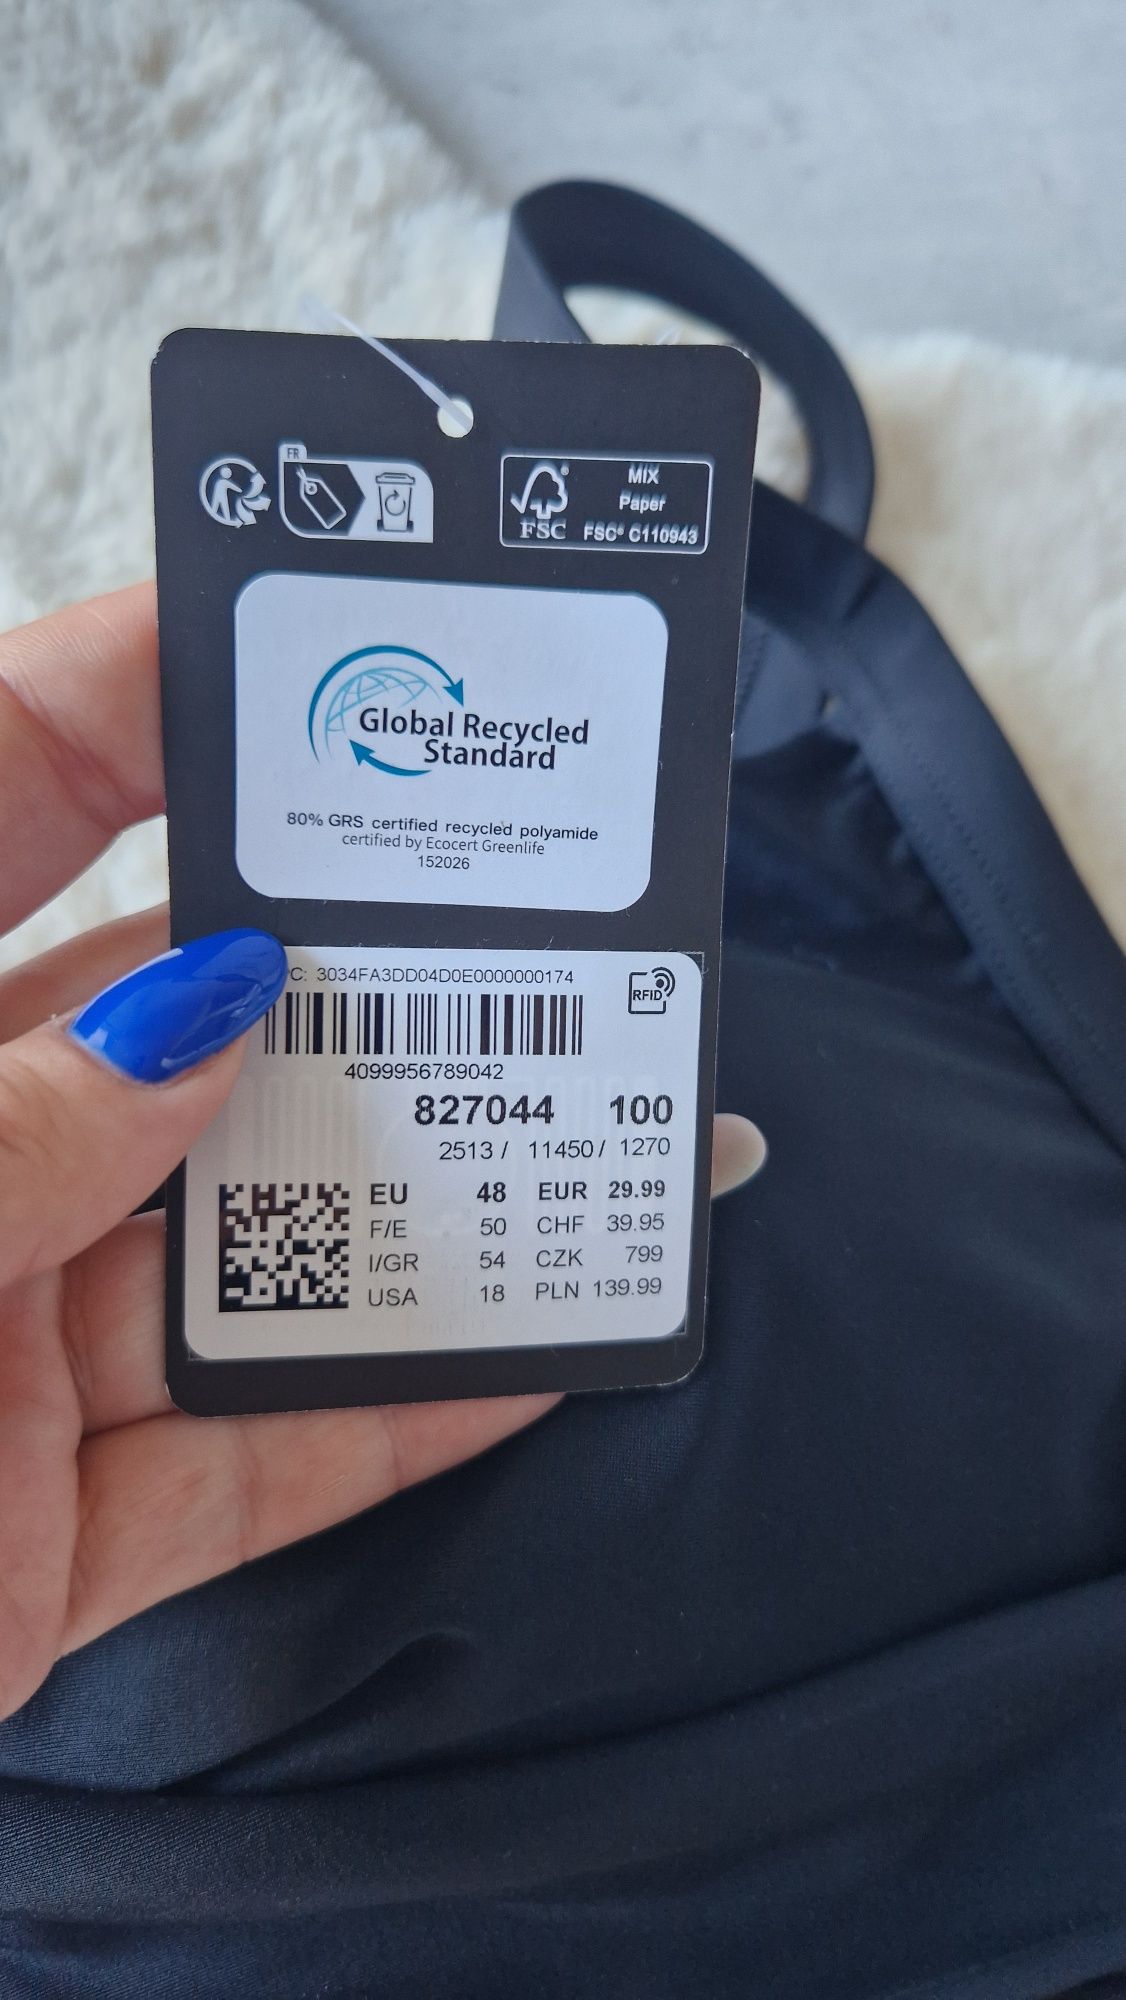 FR
FSC
MIX
Paper
FSC® C110943
Global Recycled
Standard
80% GRS certified recycled polyamide
certified by Ecocert Greenlife
152026
C: 3034FA3DD04D0E0000000174
RFID
4099956789042
827044 100
2513 / 11450 / 1270
EU 48 EUR 29.99
F/E 50 CHF 39.95
I/GR 54 CZK 799
USA 18 PLN 139.99